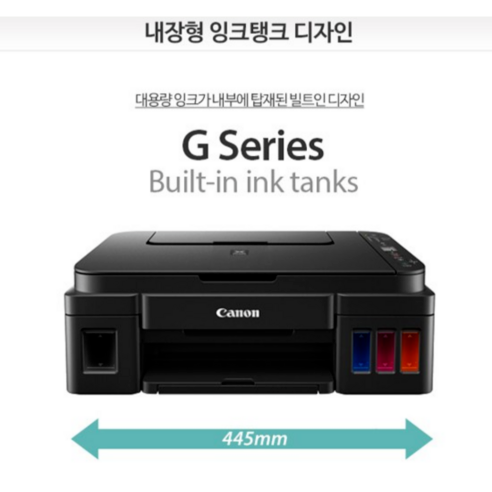 내장형 잉크탱크 디자인
대용량 잉크가 내부에 탑재된 빌트인 디자인
G Series
Built-in ink tanks
Canon
445mm